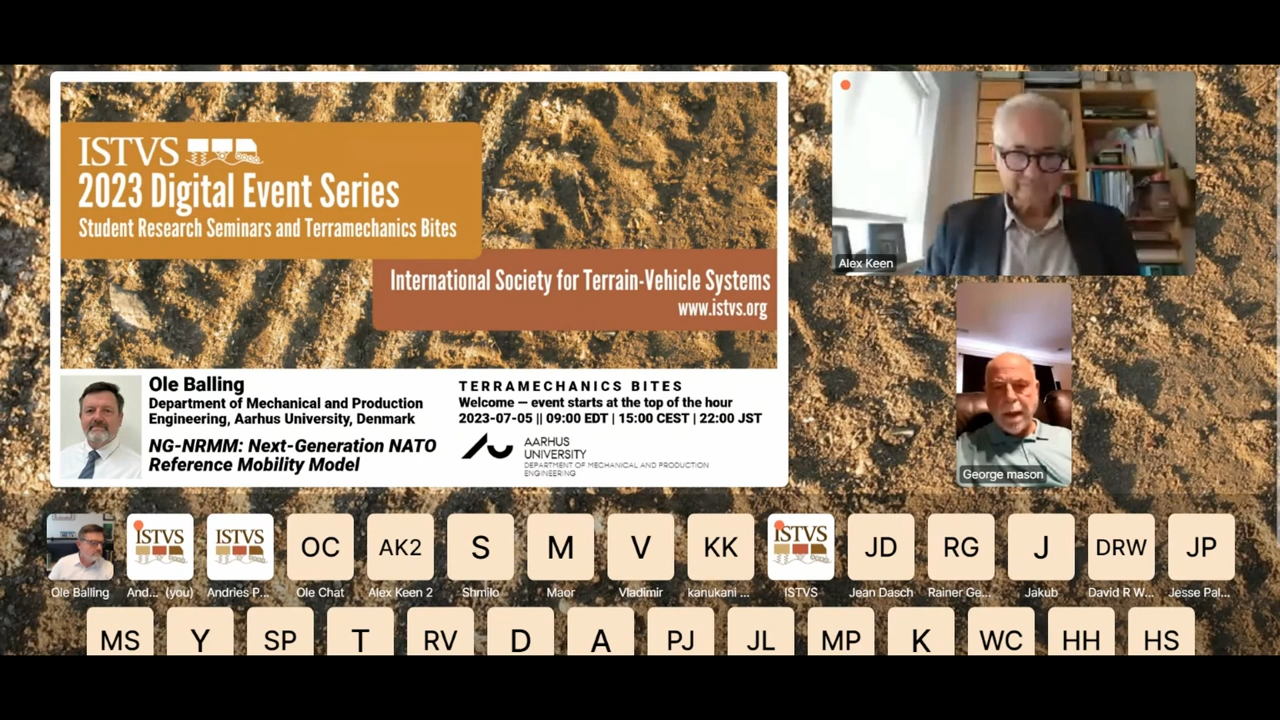 ISTVS
2023 Digital Event Series
Student Research Seminars and Terramechanics Bites
International Society for Terrain-Vehicle Systems
www.istvs.org
Ole Balling
Department of Mechanical and Production
Engineering, Aarhus University, Denmark
NG-NRMM: Next-Generation NATO
Reference Mobility Model
TERRAMECHANICS BITES
Welcome — event starts at the top of the hour
2023-07-05 || 09:00 EDT | 15:00 CEST | 22:00 JST
AARHUS
UNIVERSITY
DEPARTMENT OF MECHANICAL AND PRODUCTION
ENGINEERING
Alex Keen
George mason
ISTVS ISTVS OC AK2 S M V KK ISTVS JD RG J DRW JP
Ole Balling And... (you) Andries P... Ole Chat Alex Keen 2 Shmilo Maor Vladimir kanukani ... ISTVS Jean Dasch Rainer Ge... Jakub David R W... Jesse Pal...
MS Y SP T RV D A PJ JL MP K WC HH HS